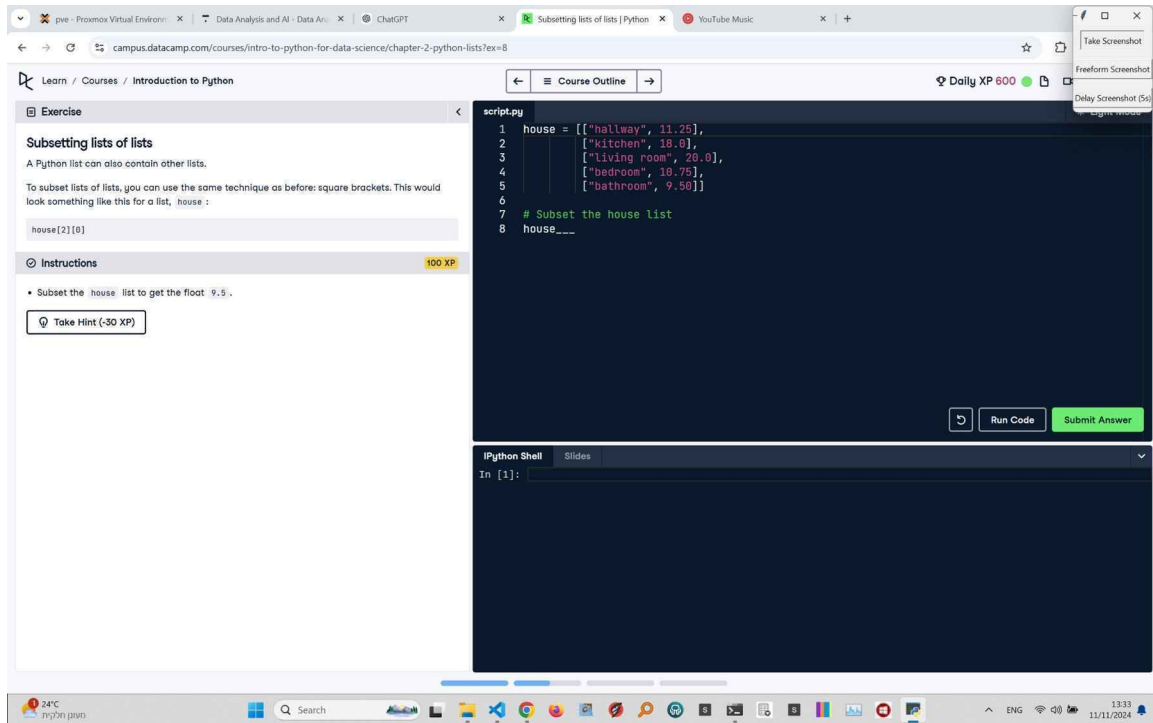 pve - Proxmox Virtual Environm
Data Analysis and AI - Data Ana
ChatGPT
Subsetting lists of lists | Python
YouTube Music
campus.datacamp.com/courses/intro-to-python-for-data-science/chapter-2-python-lists?ex=8
Take Screenshot
Freeform Screenshot
Delay Screenshot (5s)
Learn / Courses / Introduction to Python
Course Outline
Daily XP 600
Light Mode
Exercise
Subsetting lists of lists
A Python list can also contain other lists.
To subset lists of lists, you can use the same technique as before: square brackets. This would
look something like this for a list, house :
house[2][0]
Instructions
100 XP
• Subset the house list to get the float 9.5 .
Take Hint (-30 XP)
script.py
1 house = [["hallway", 11.25],
2 ["kitchen", 18.0],
3 ["living room", 20.0],
4 ["bedroom", 10.75],
5 ["bathroom", 9.50]]
6
7 # Subset the house list
8 house___
Run Code
Submit Answer
IPython Shell
Slides
In [1]:
24°C
מעונן חלקית
Search
ENG
13:33
11/11/2024